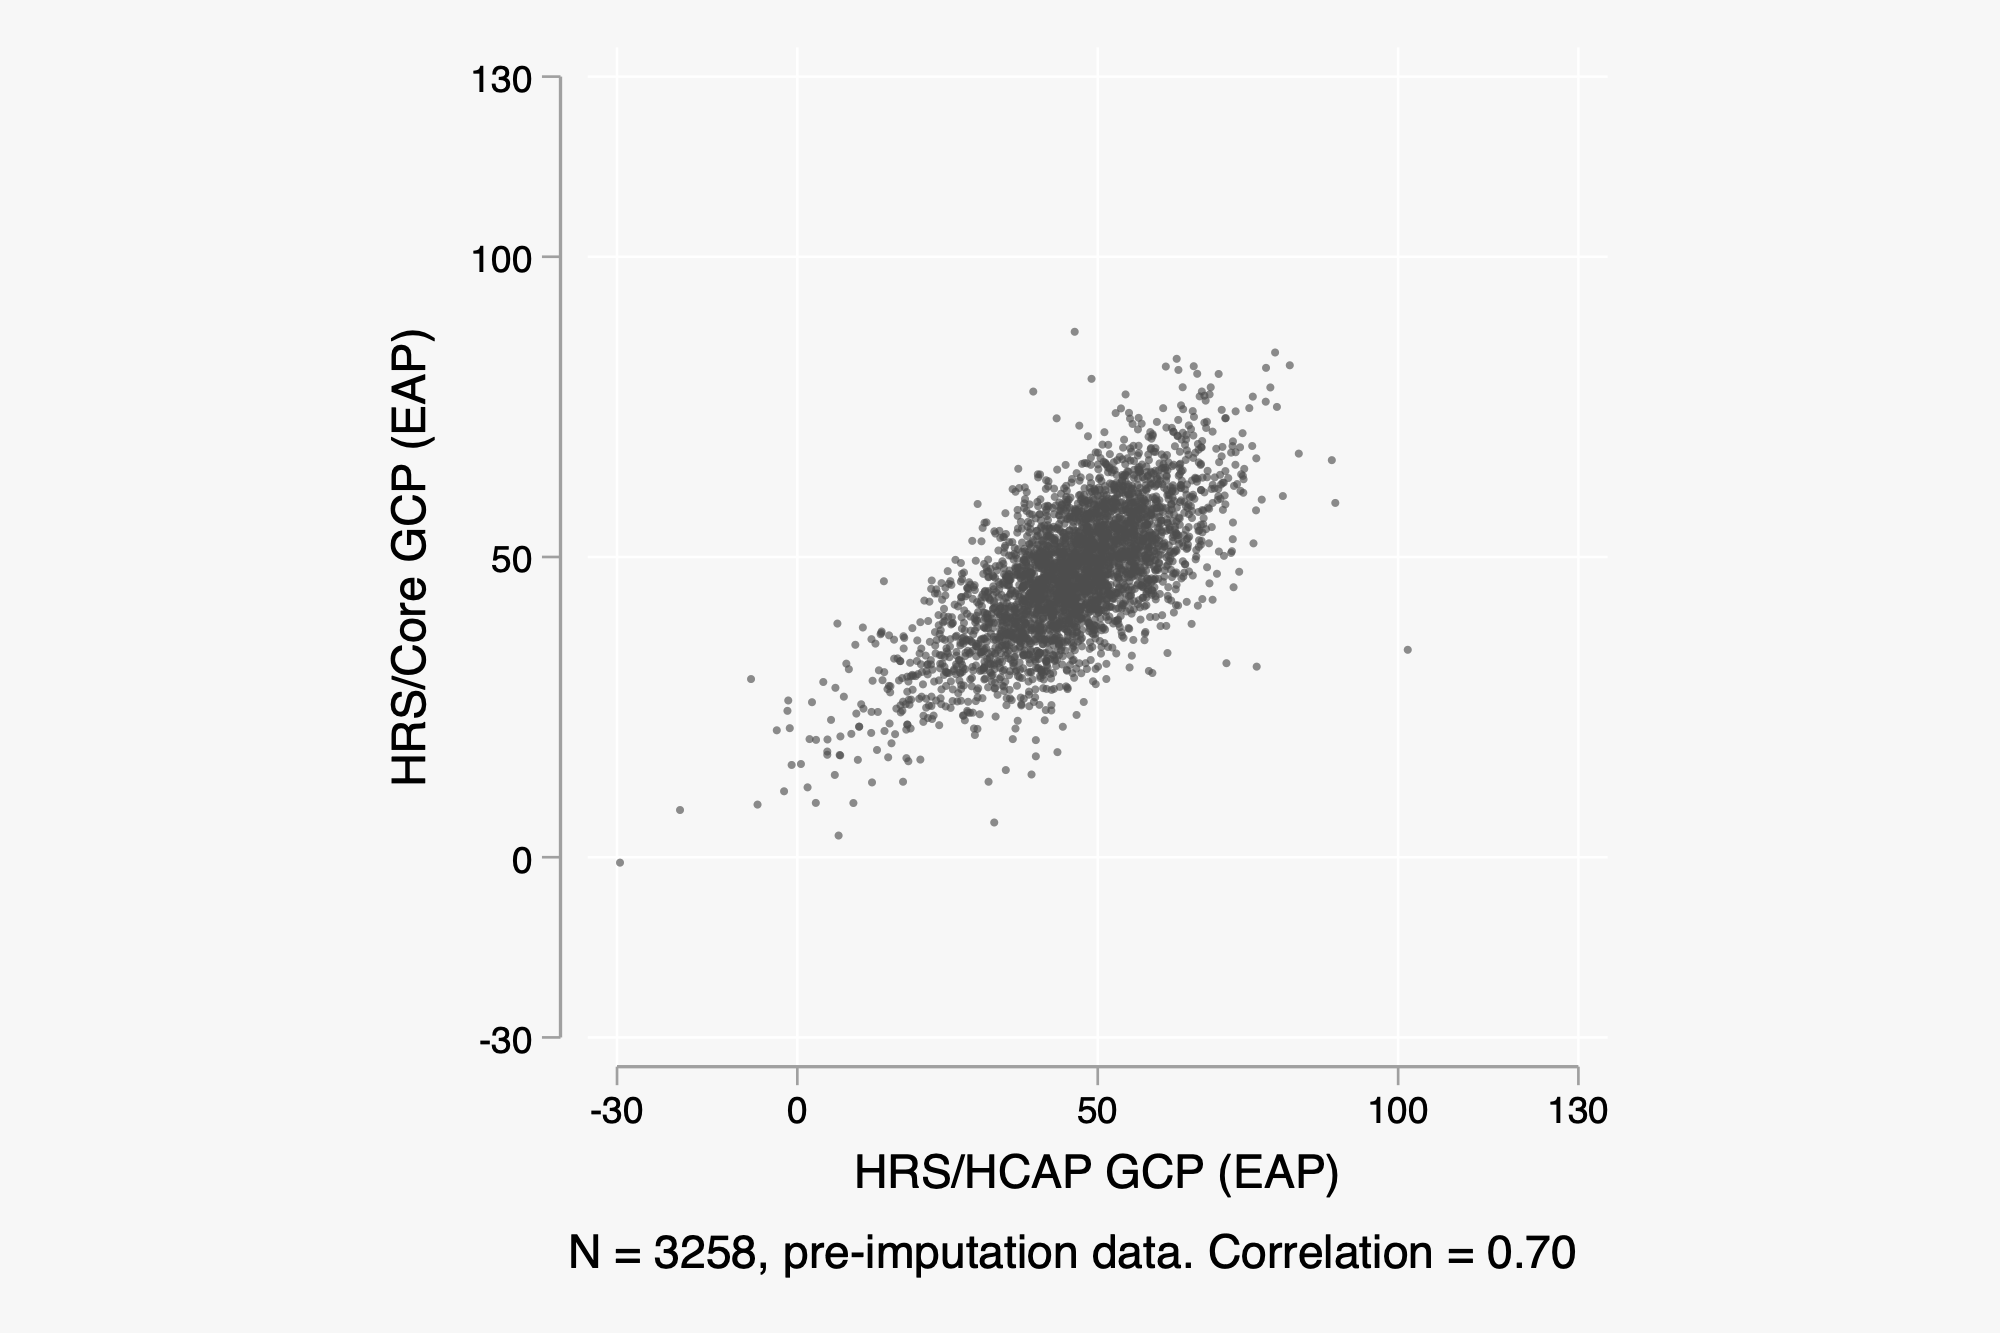 130
100
50
0
-30
HRS/Core GCP (EAP)
-30 0 50 100 130
HRS/HCAP GCP (EAP)
N = 3258, pre-imputation data. Correlation = 0.70